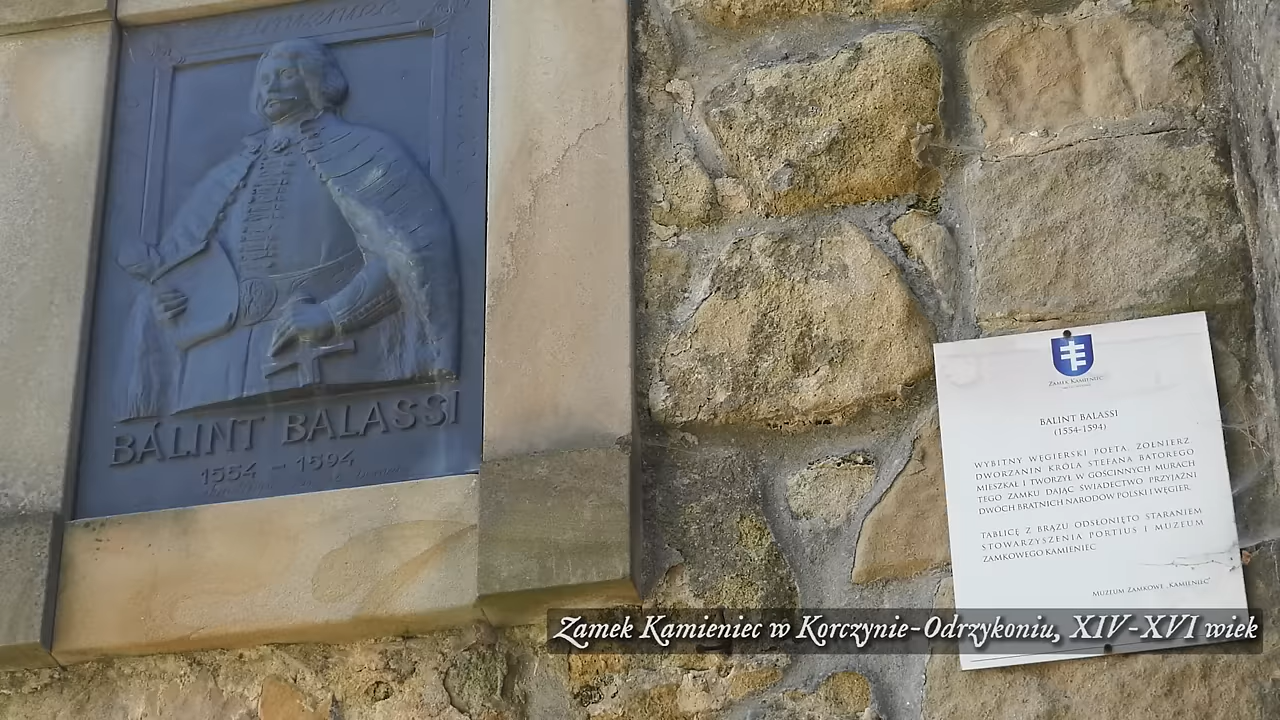 BÁLINT BALASSI
1554 – 1594
ZAMEK KAMIENIEC
BALINT BALASSI
(1554-1594)
WYBITNY WĘGIERSKI POETA, ŻOŁNIERZ
DWORZANIN KRÓLA STEFANA BATOREGO
MIESZKAŁ I TWORZYŁ W GOŚCINNYCH MURACH
TEGO ZAMKU DAJĄC ŚWIADECTWO PRZYJAŹNI
DWÓCH BRATNICH NARODÓW POLSKI I WĘGIER.
TABLICĘ Z BRĄZU ODSŁONIĘTO STARANIEM
STOWARZYSZENIA PORTIUS I MUZEUM
ZAMKOWEGO KAMIENIEC
MUZEUM ZAMKOWE „KAMIENIEC"
Zamek Kamieniec w Korczynie-Odrzykoniu, XIV-XVI wiek